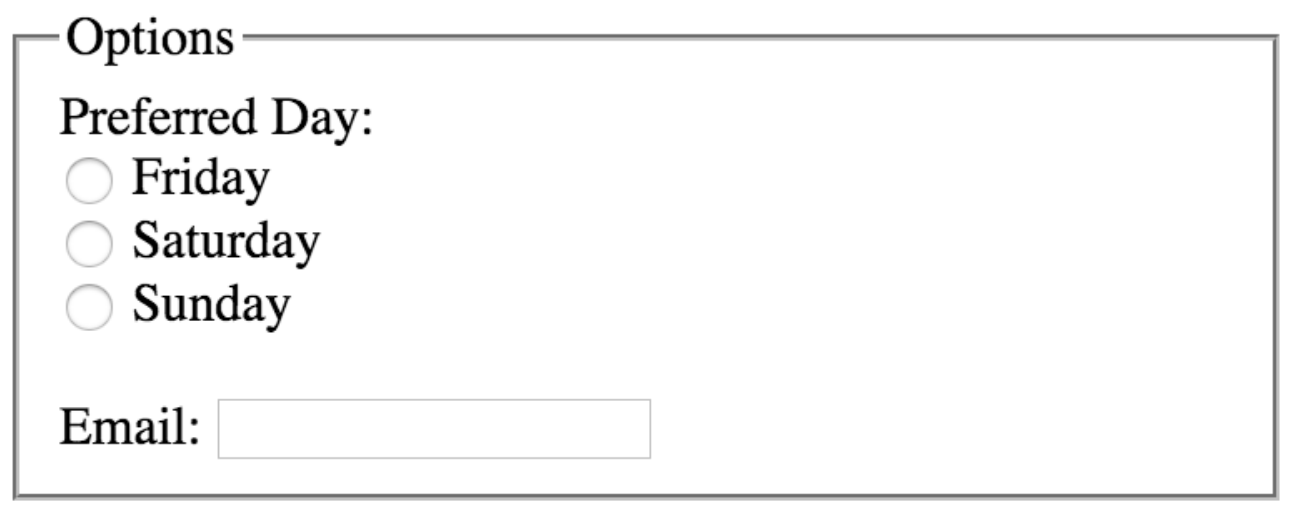 Options
Preferred Day:
Friday
Saturday
Sunday
Email: